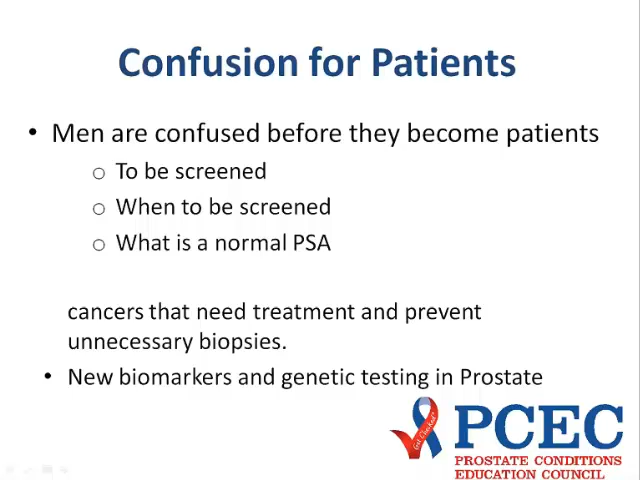 Confusion for Patients
• Men are confused before they become patients
o To be screened
o When to be screened
o What is a normal PSA
cancers that need treatment and prevent
unnecessary biopsies.
• New biomarkers and genetic testing in Prostate
Get Checked
PCEC
PROSTATE CONDITIONS
EDUCATION COUNCIL